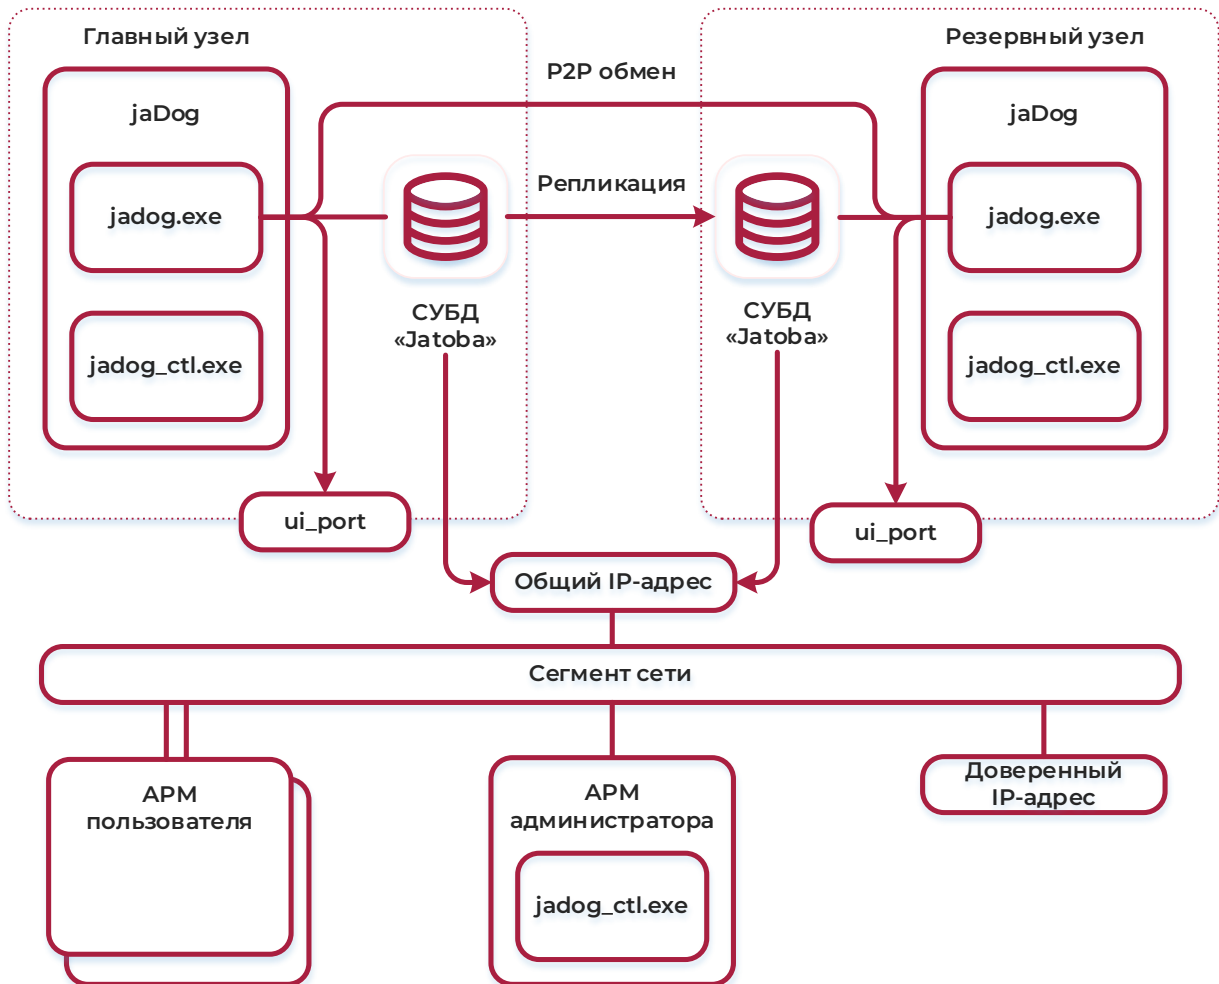 Главный узел
Резервный узел
P2P обмен
jaDog
jaDog
Репликация
jadog.exe
jadog.exe
СУБД
«Jatoba»
СУБД
«Jatoba»
jadog_ctl.exe
jadog_ctl.exe
ui_port
ui_port
Общий IP-адрес
Сегмент сети
АРМ
пользователя
АРМ
администратора
Доверенный
IP-адрес
jadog_ctl.exe